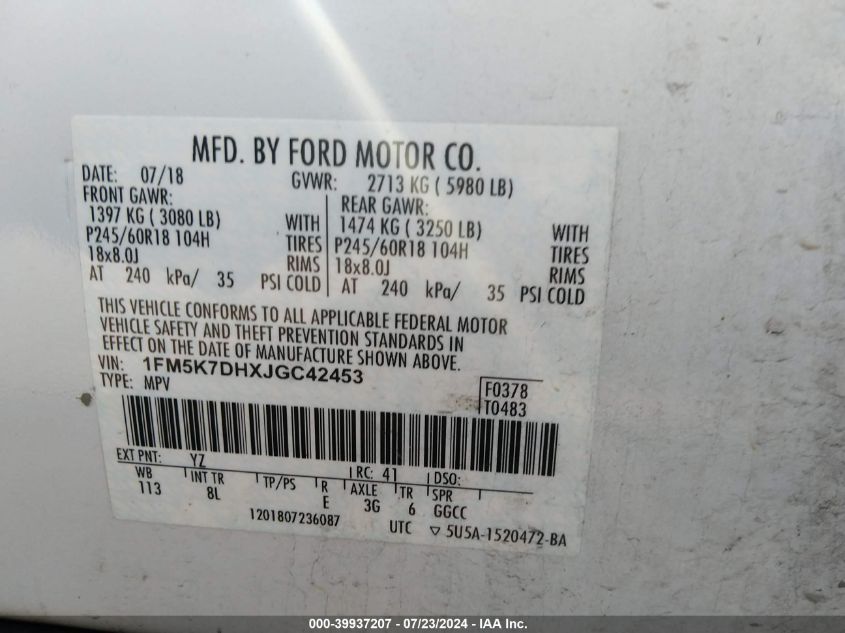 MFD. BY FORD MOTOR CO.
DATE: 07/18 GVWR: 2713 KG ( 5980 LB)
FRONT GAWR: REAR GAWR:
1397 KG ( 3080 LB) WITH 1474 KG ( 3250 LB) WITH
P245/60R18 104H TIRES P245/60R18 104H TIRES
18x8.0J RIMS 18x8.0J RIMS
AT 240 kPa/ 35 PSI COLD AT 240 kPa/ 35 PSI COLD
THIS VEHICLE CONFORMS TO ALL APPLICABLE FEDERAL MOTOR
VEHICLE SAFETY AND THEFT PREVENTION STANDARDS IN
EFFECT ON THE DATE OF MANUFACTURE SHOWN ABOVE.
VIN: 1FM5K7DHXJGC42453
TYPE: MPV F0378
T0483
EXT PNT: YZ RC: 41 DSO:
WB INT TR TP/PS R AXLE TR SPR
113 8L E 3G 6 GGCC
1201807236087 UTC ▽ 5U5A-1520472-BA
000-39937207 - 07/23/2024 - IAA Inc.